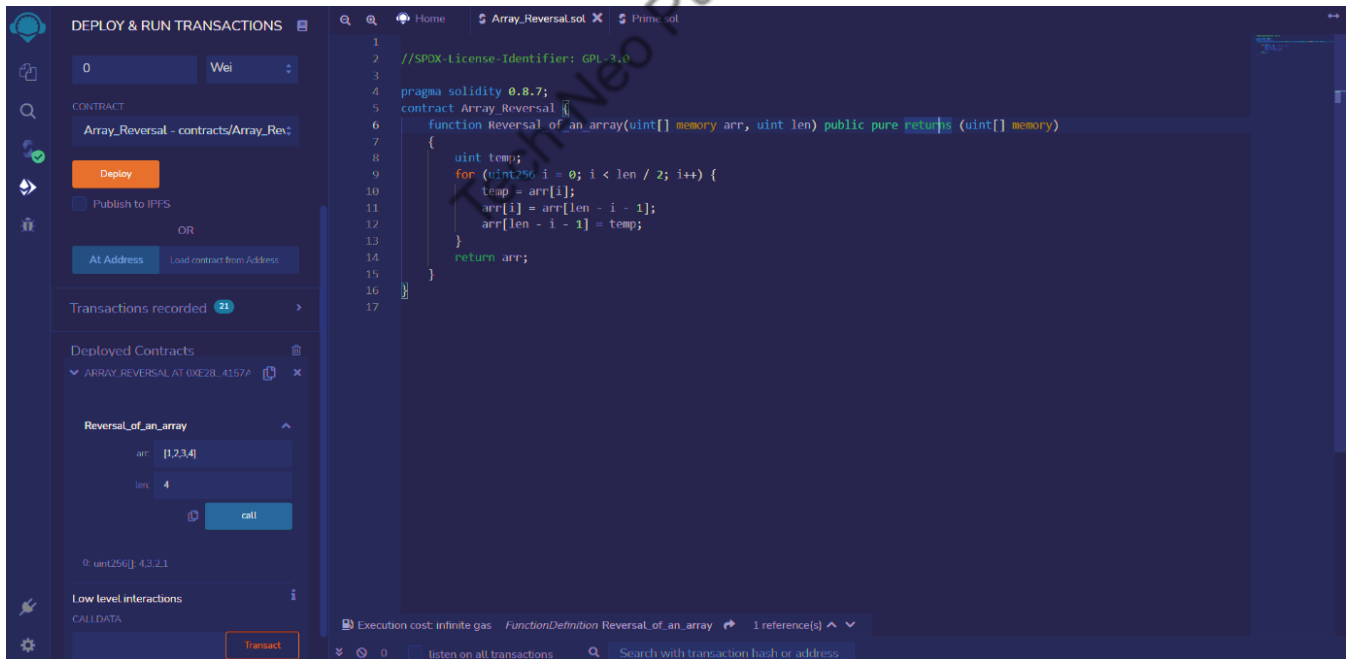 DEPLOY & RUN TRANSACTIONS
0 Wei
CONTRACT
Array_Reversal - contracts/Array_Rev
Deploy
Publish to IPFS
OR
At Address Load contract from Address
Transactions recorded 21
Deployed Contracts
ARRAY_REVERSAL AT 0XE28...4157A
Reversal_of_an_array
arr: [1,2,3,4]
len: 4
call
0: uint256[]: 4,3,2,1
Low level interactions
CALLDATA
Transact
Home Array_Reversal.sol Prime.sol
1
2 //SPDX-License-Identifier: GPL-3.0
3
4 pragma solidity 0.8.7;
5 contract Array_Reversal {
6 function Reversal_of_an_array(uint[] memory arr, uint len) public pure returns (uint[] memory)
7 {
8 uint temp;
9 for (uint256 i = 0; i < len / 2; i++) {
10 temp = arr[i];
11 arr[i] = arr[len - i - 1];
12 arr[len - i - 1] = temp;
13 }
14 return arr;
15 }
16 }
17
Execution cost: infinite gas FunctionDefinition Reversal_of_an_array 1 reference(s)
0 listen on all transactions Search with transaction hash or address
TechNeo